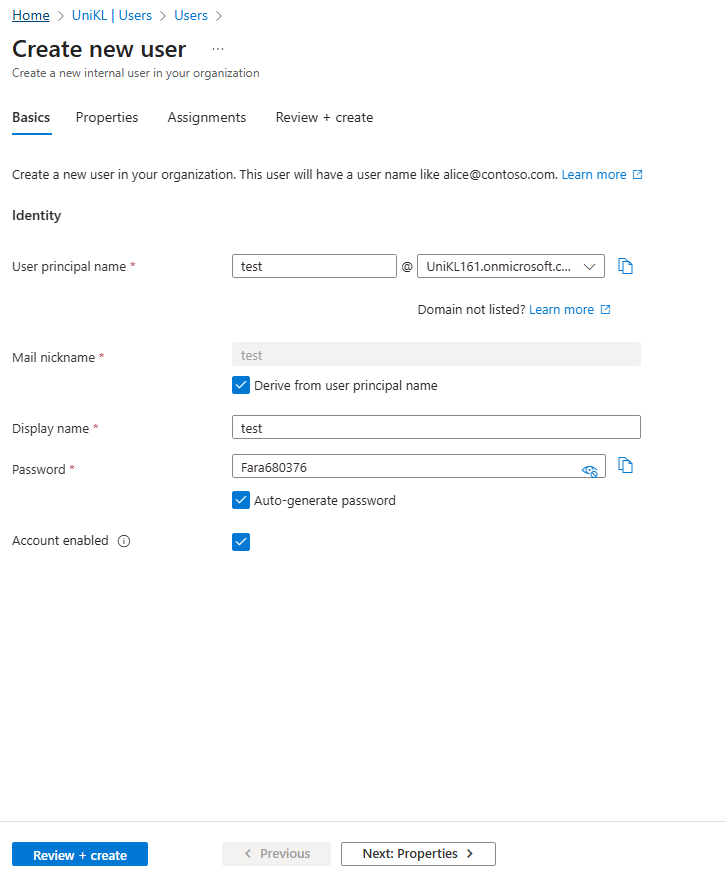 Home > UniKL | Users > Users >
Create new user ...
Create a new internal user in your organization
Basics Properties Assignments Review + create
Create a new user in your organization. This user will have a user name like alice@contoso.com. Learn more
Identity
User principal name * test @ UniKL161.onmicrosoft.c...
Domain not listed? Learn more
Mail nickname * test
Derive from user principal name
Display name * test
Password * Fara680376
Auto-generate password
Account enabled
Review + create < Previous Next: Properties >